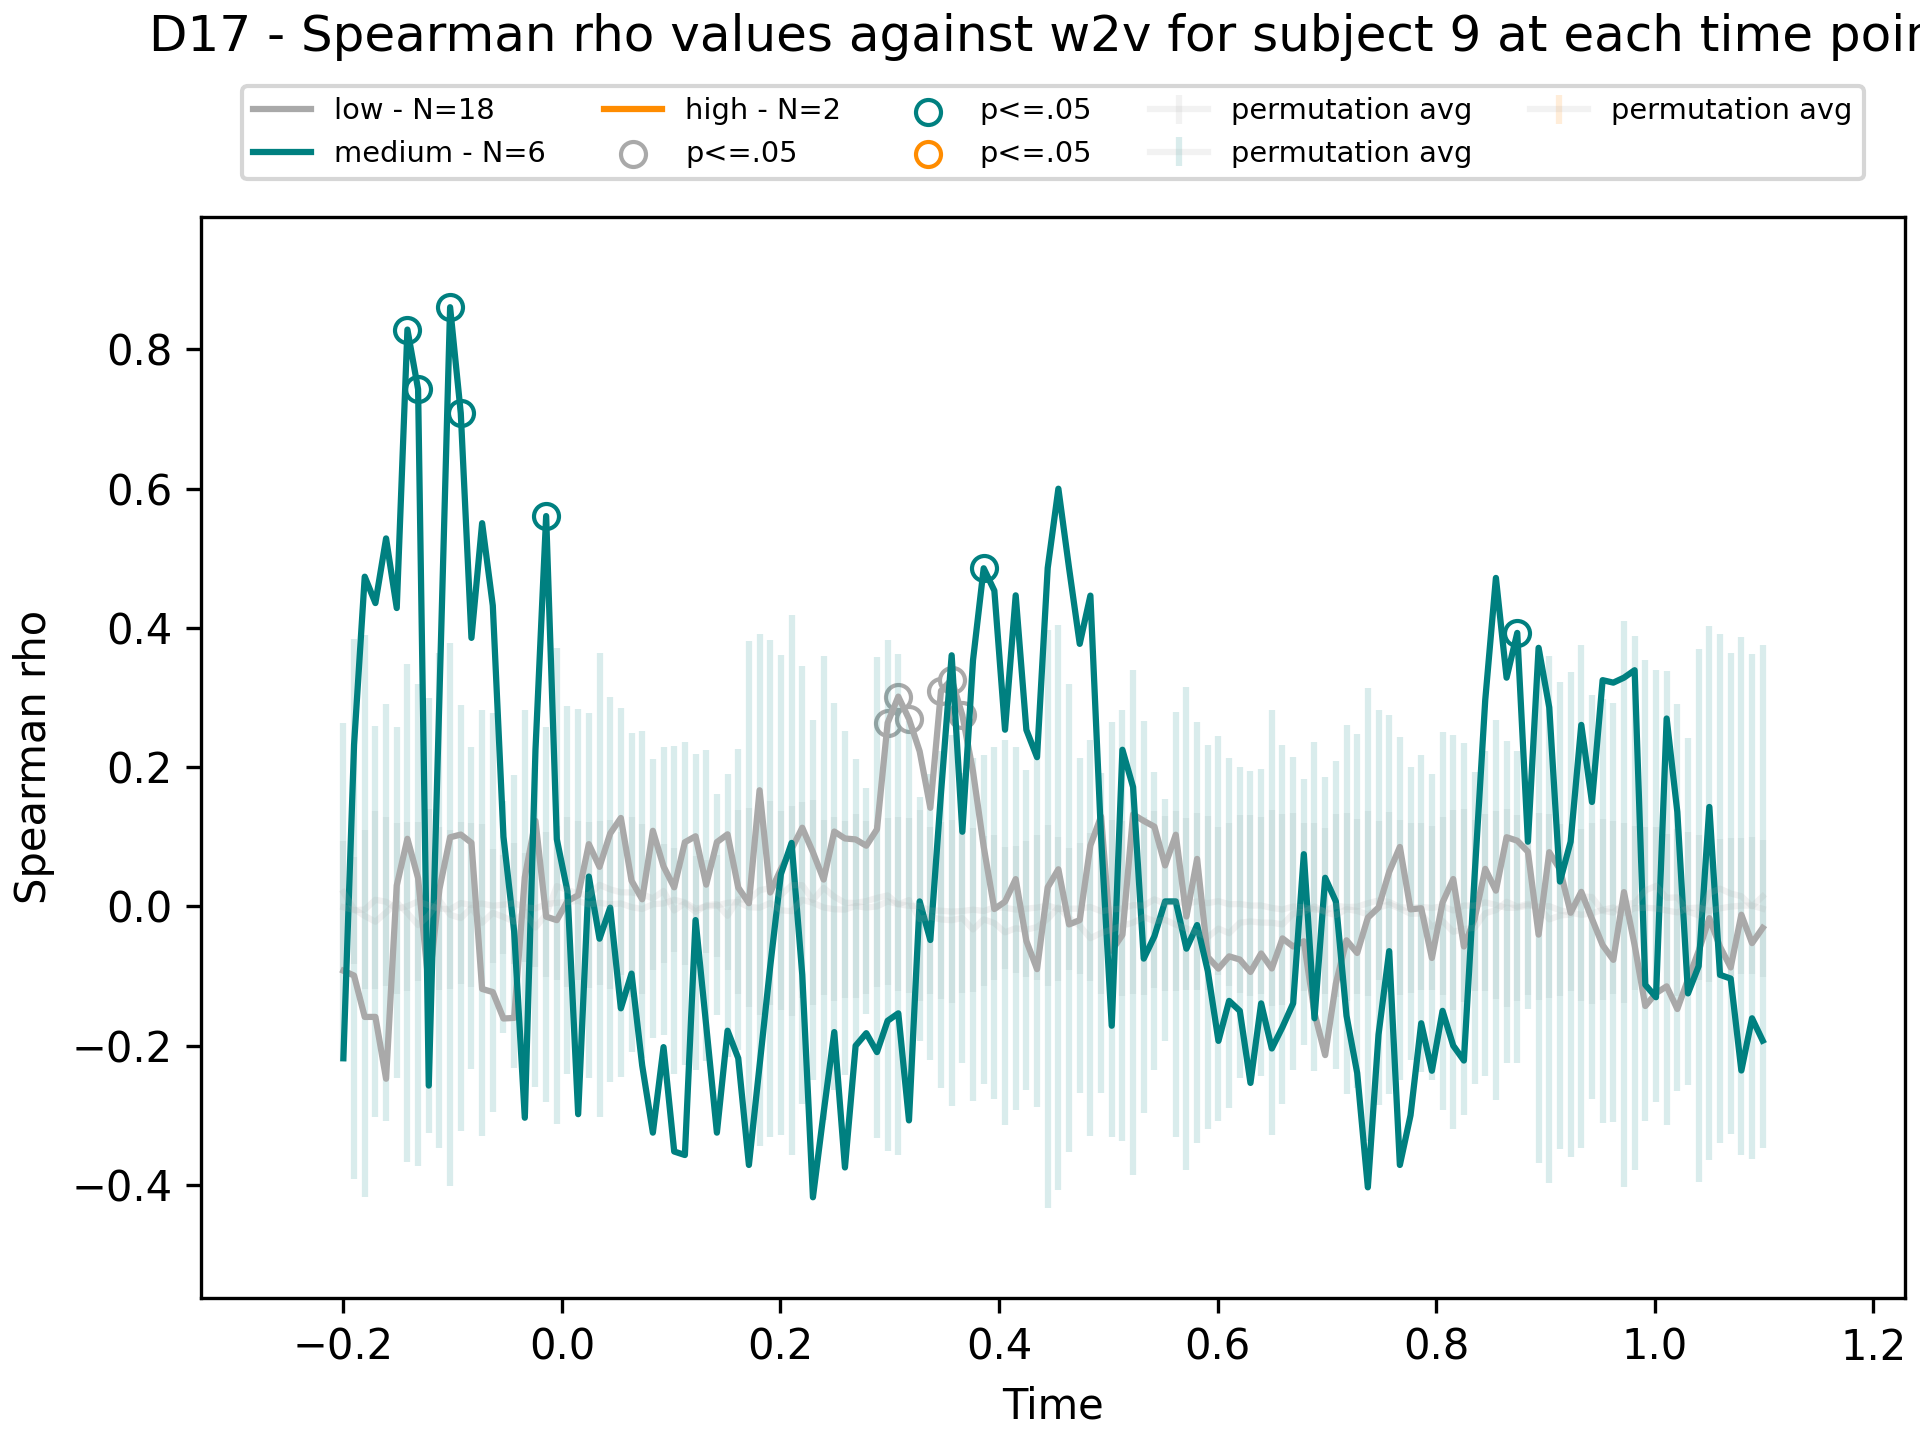 D17 - Spearman rho values against w2v for subject 9 at each time poin
low - N=18
medium - N=6
high - N=2
p<=.05
p<=.05
p<=.05
permutation avg
permutation avg
permutation avg
0.8
0.6
0.4
0.2
0.0
−0.2
−0.4
Spearman rho
−0.2 0.0 0.2 0.4 0.6 0.8 1.0 1.2
Time